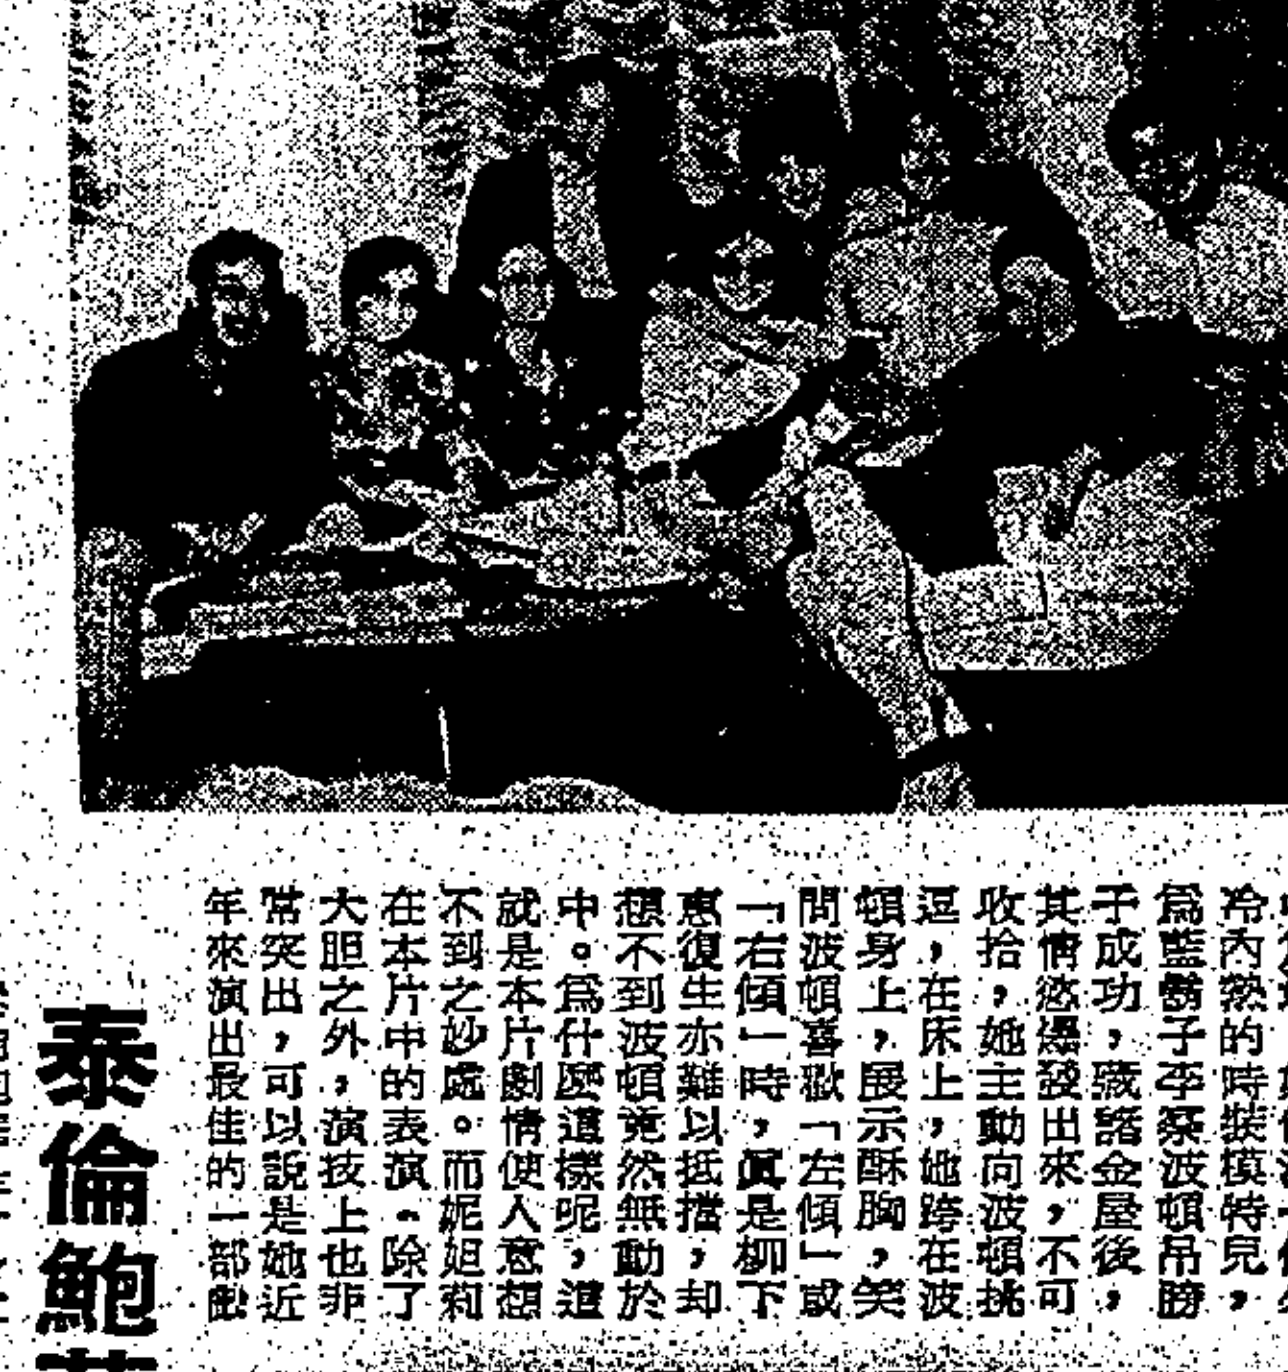 冷內熱的時裝模特兒，
爲藍鬍子李察波頓吊膀
子成功，藏諸金屋後，
其情慾爆發出來，不可
收拾，她主動向波頓挑
逗，在床上，她跨在波
頓身上，展示酥胸，笑
問波頓喜歡「左傾」或
「右傾」時，眞是柳下
惠復生亦難以抵擋，却
想不到波頓竟然無動於
中。爲什麼這樣呢，這
就是本片劇情使人意想
不到之妙處。而妮妲莉
在本片中的表演。除了
大胆之外，演技上也非
常突出，可以說是她近
年來演出最佳的一部戲
泰倫鮑